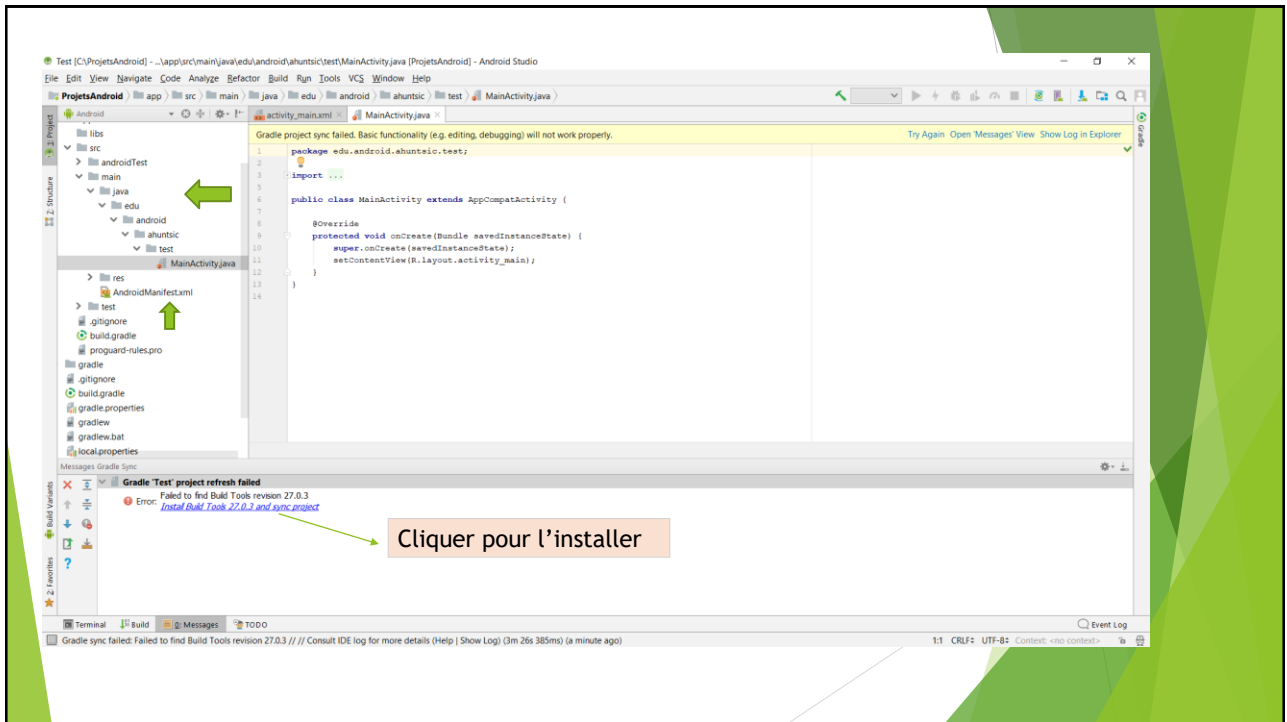 Test [C:\ProjetsAndroid] - ...\app\src\main\java\edu\android\ahuntsic\test\MainActivity.java [ProjetsAndroid] - Android Studio
File Edit View Navigate Code Analyze Refactor Build Run Tools VCS Window Help
ProjetsAndroid app src main java edu android ahuntsic test MainActivity.java
1: Project
2: Structure
Android
libs
src
androidTest
main
java
edu
android
ahuntsic
test
MainActivity.java
res
AndroidManifest.xml
test
.gitignore
build.gradle
proguard-rules.pro
gradle
.gitignore
build.gradle
gradle.properties
gradlew
gradlew.bat
local.properties
activity_main.xml MainActivity.java
Gradle project sync failed. Basic functionality (e.g. editing, debugging) will not work properly. Try Again Open 'Messages' View Show Log in Explorer
1 package edu.android.ahuntsic.test;
2
3 import ...
5
6 public class MainActivity extends AppCompatActivity {
7
8 @Override
9 protected void onCreate(Bundle savedInstanceState) {
10 super.onCreate(savedInstanceState);
11 setContentView(R.layout.activity_main);
12 }
13 }
14
Gradle
Messages Gradle Sync
Build Variants
2: Favorites
Gradle 'Test' project refresh failed
Error: Failed to find Build Tools revision 27.0.3
Install Build Tools 27.0.3 and sync project
Cliquer pour l’installer
Terminal Build 0: Messages TODO Event Log
Gradle sync failed: Failed to find Build Tools revision 27.0.3 // // Consult IDE log for more details (Help | Show Log) (3m 26s 385ms) (a minute ago) 1:1 CRLF UTF-8 Context: <no context>